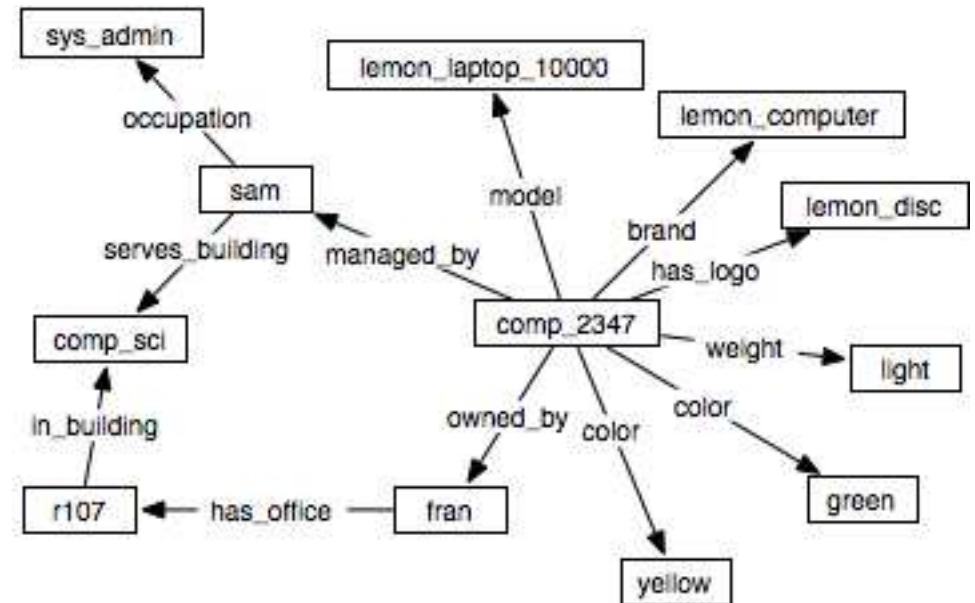 sys_admin
lemon_laptop_10000
lemon_computer
occupation
sam
model
lemon_disc
brand
serves_building
managed_by
has_logo
comp_2347
comp_sci
weight
light
color
owned_by
color
in_building
r107
has_office
fran
green
yellow